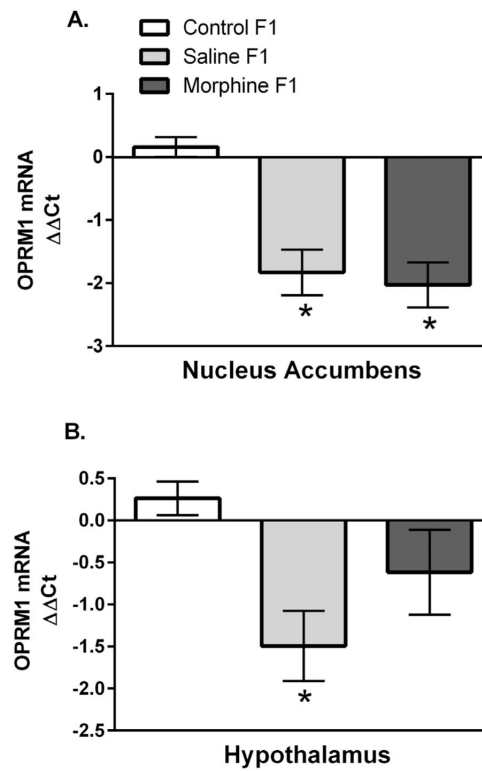 A.
Control F1
Saline F1
Morphine F1
OPRM1 mRNA
ΔΔCt
1
0
-1
-2
-3
*
*
Nucleus Accumbens
B.
OPRM1 mRNA
ΔΔCt
0.5
0.0
-0.5
-1.0
-1.5
-2.0
-2.5
*
Hypothalamus